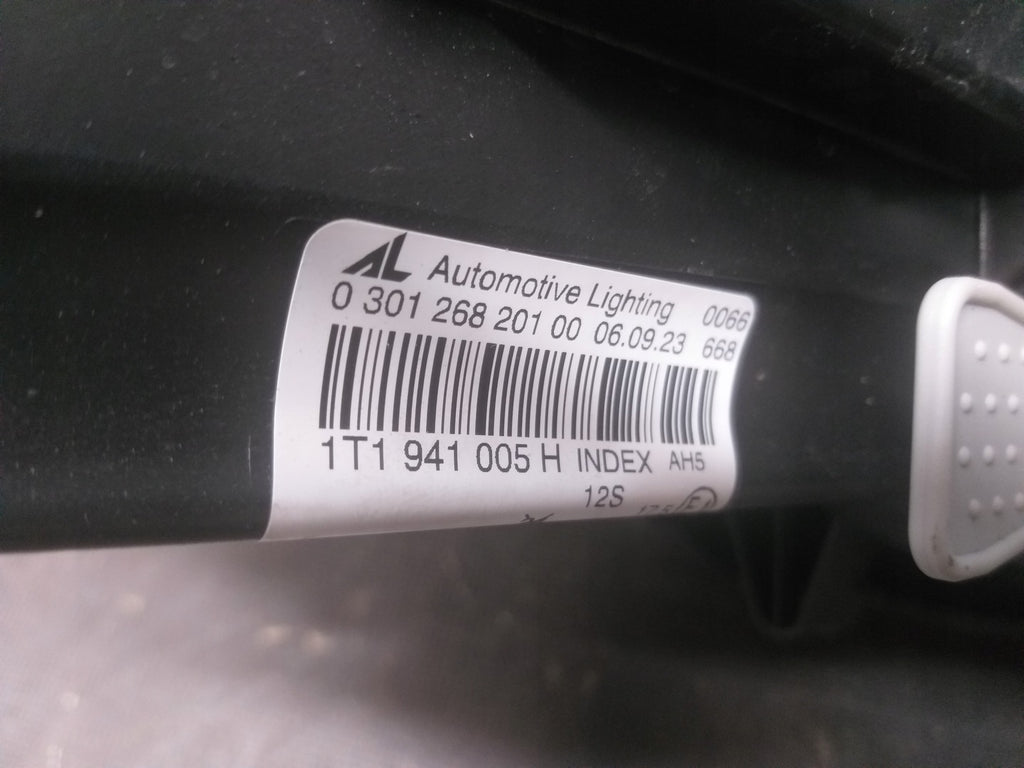 AL Automotive Lighting 0066
0 301 268 201 00 06.09.23 668
1T1 941 005 H INDEX AH5
12S